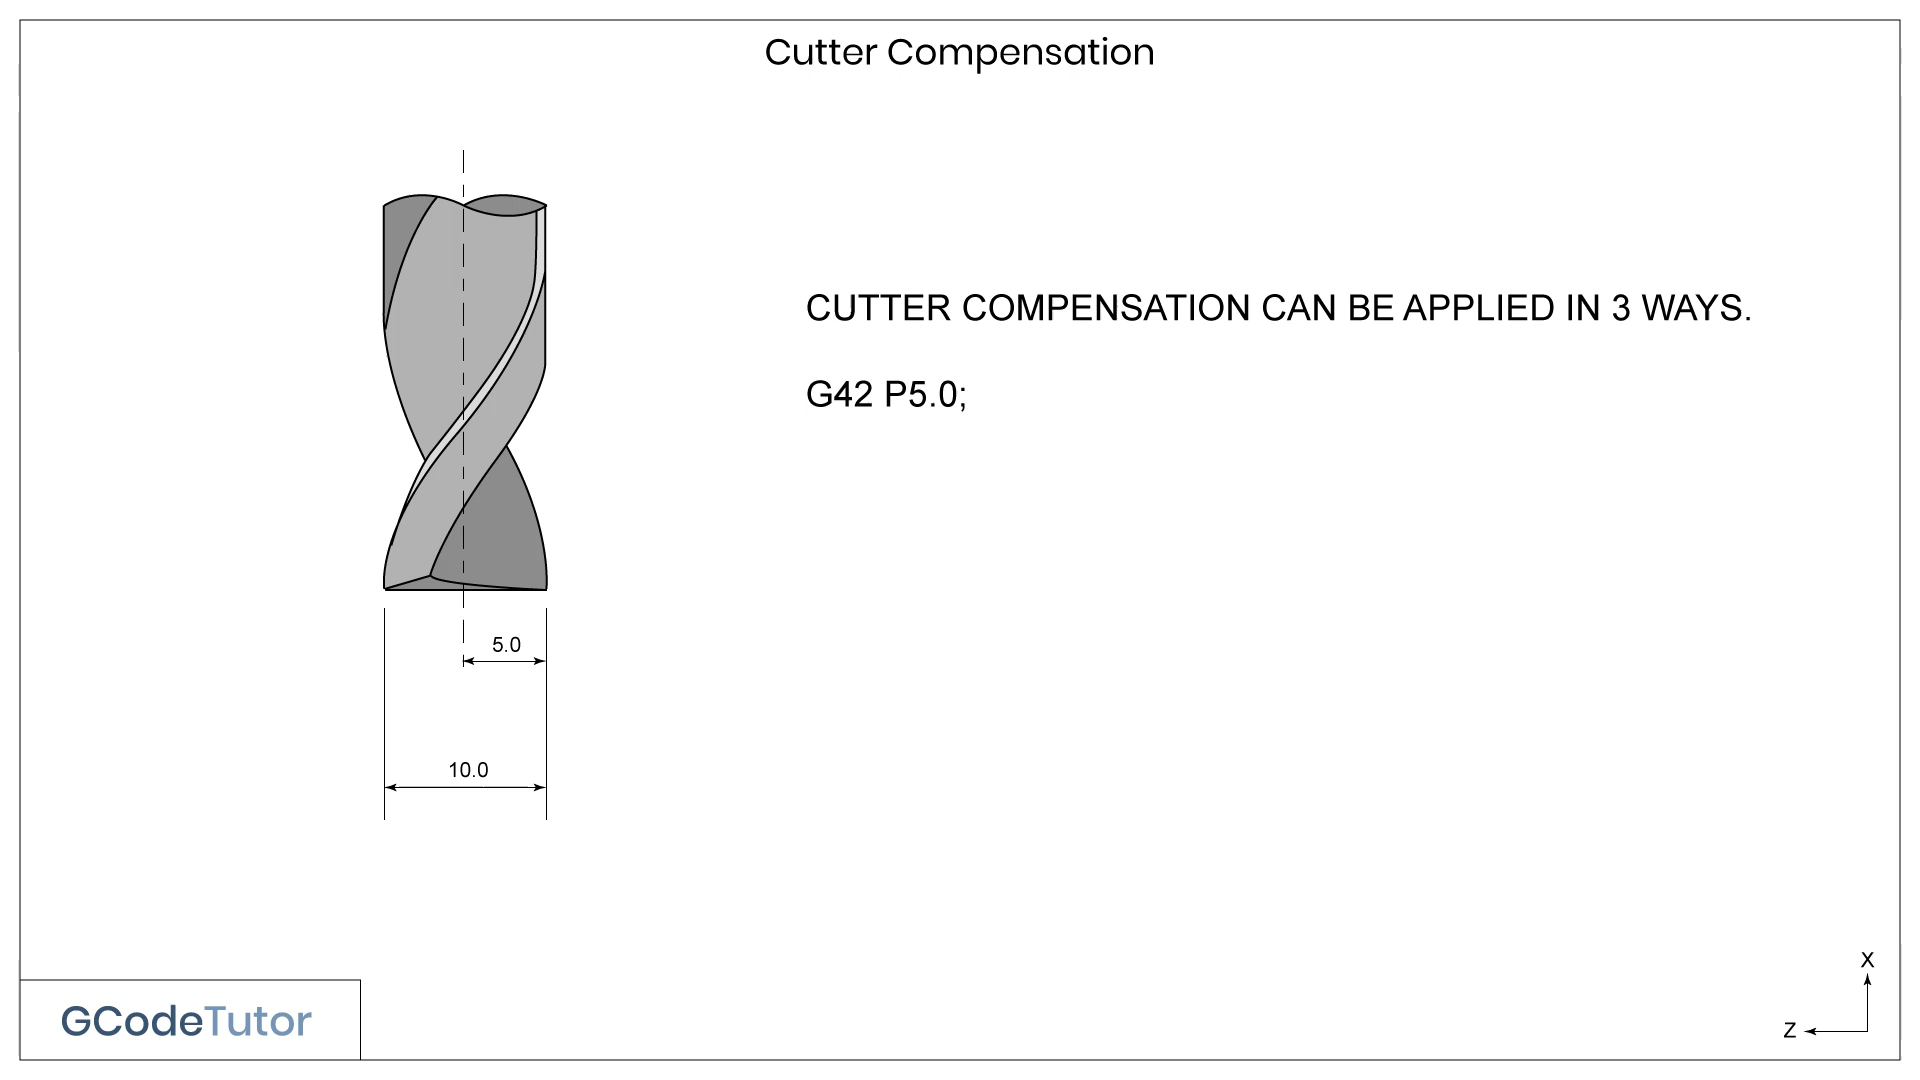 Cutter Compensation
CUTTER COMPENSATION CAN BE APPLIED IN 3 WAYS.
G42 P5.0;
5.0
10.0
X
Z
GCodeTutor